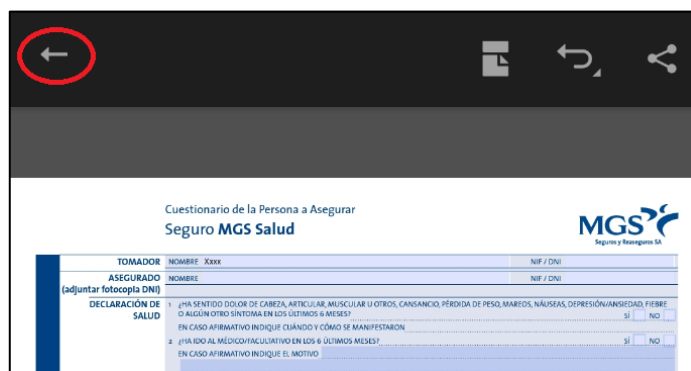 Cuestionario de la Persona a Asegurar
Seguro MGS Salud
MGS
Seguros y Reaseguros SA
TOMADOR NOMBRE Xxxx NIF / DNI
ASEGURADO NOMBRE NIF / DNI
(adjuntar fotocopia DNI)
DECLARACIÓN DE SALUD
1 ¿HA SENTIDO DOLOR DE CABEZA, ARTICULAR, MUSCULAR U OTROS, CANSANCIO, PÉRDIDA DE PESO, MAREOS, NÁUSEAS, DEPRESIÓN/ANSIEDAD, FIEBRE
O ALGÚN OTRO SÍNTOMA EN LOS ÚLTIMOS 6 MESES? SÍ NO
EN CASO AFIRMATIVO INDIQUE CUÁNDO Y CÓMO SE MANIFESTARON
2 ¿HA IDO AL MÉDICO/FACULTATIVO EN LOS 6 ÚLTIMOS MESES? SÍ NO
EN CASO AFIRMATIVO INDIQUE EL MOTIVO